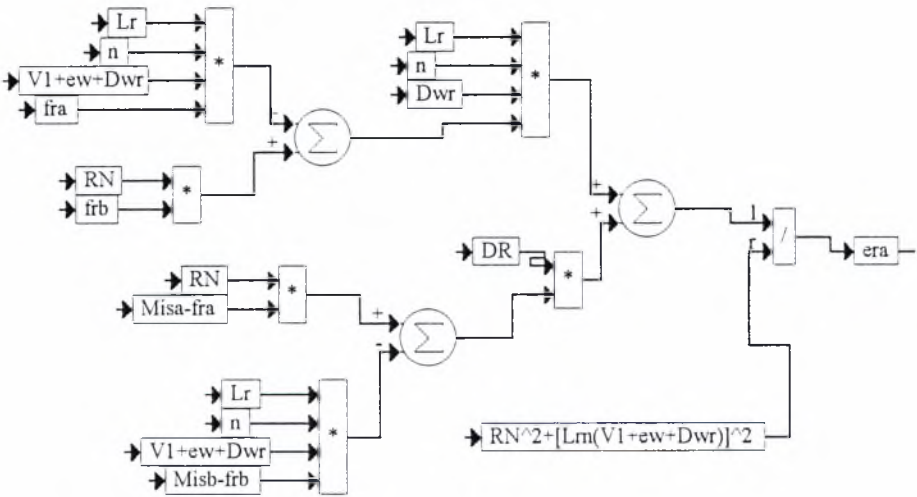 Lr
n
V1+ew+Dwr
fra
*
-
+
Σ
RN
frb
*
Lr
n
Dwr
*
RN
Misa-fra
*
+
-
Σ
Lr
n
V1+ew+Dwr
Misb-frb
*
DR
*
+
+
Σ
l
r
/
era
RN^2+[Lrn(V1+ew+Dwr)]^2